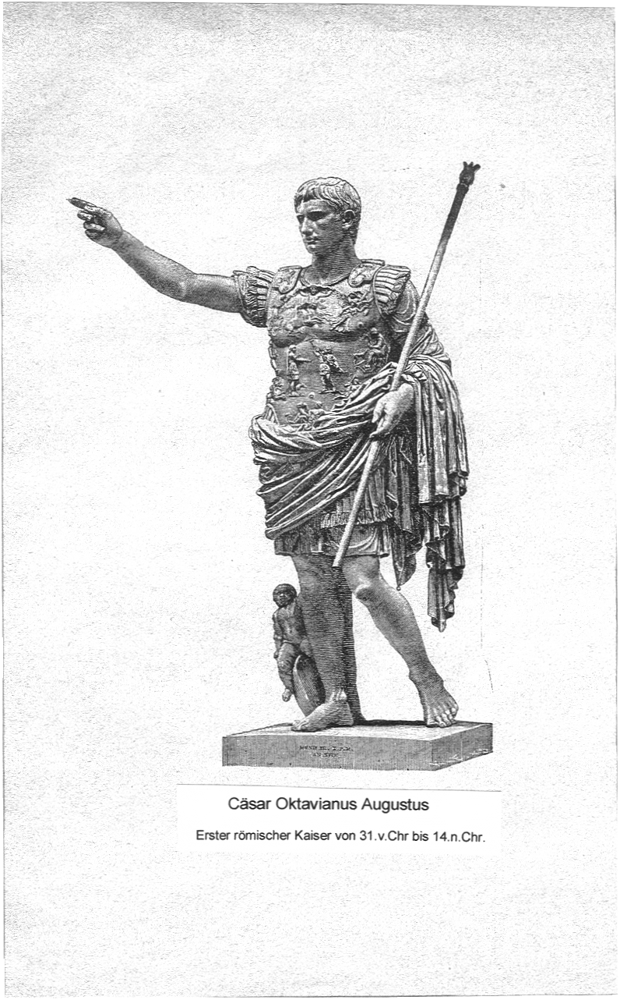 Cäsar Oktavianus Augustus
Erster römischer Kaiser von 31.v.Chr bis 14.n.Chr.